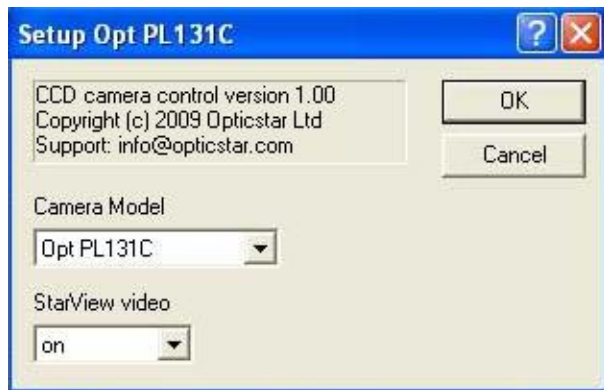 Setup Opt PL131C
CCD camera control version 1.00
Copyright (c) 2009 Opticstar Ltd
Support: info@opticstar.com
OK
Cancel
Camera Model
Opt PL131C
StarView video
on